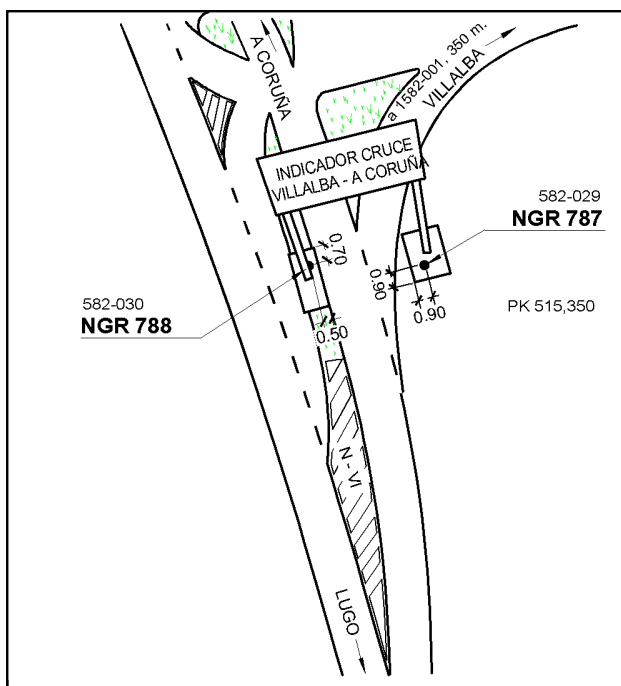 A CORUÑA
a 1582-001. 350 m.
VILLALBA
INDICADOR CRUCE
VILLALBA - A CORUÑA
582-029
NGR 787
0.70
0.90
0.90
582-030
NGR 788
0.50
PK 515,350
N - VI
LUGO